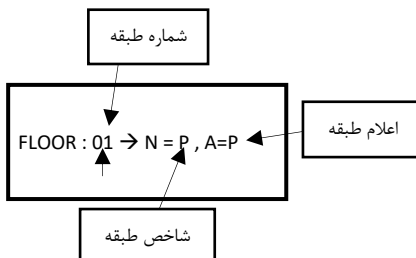 شماره طبقه
اعلام طبقه
FLOOR : 01 → N = P , A=P
شاخص طبقه